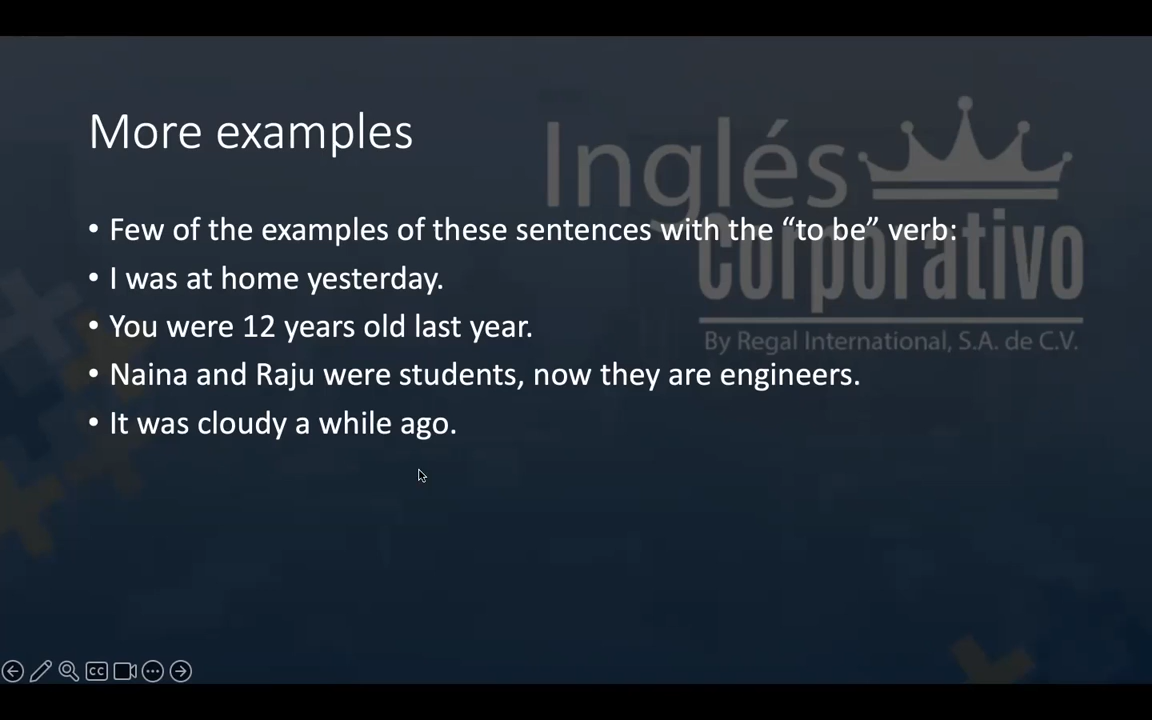 More examples
Inglés
corporativo
By Regal International, S.A. de C.V.
• Few of the examples of these sentences with the “to be” verb:
• I was at home yesterday.
• You were 12 years old last year.
• Naina and Raju were students, now they are engineers.
• It was cloudy a while ago.
CC